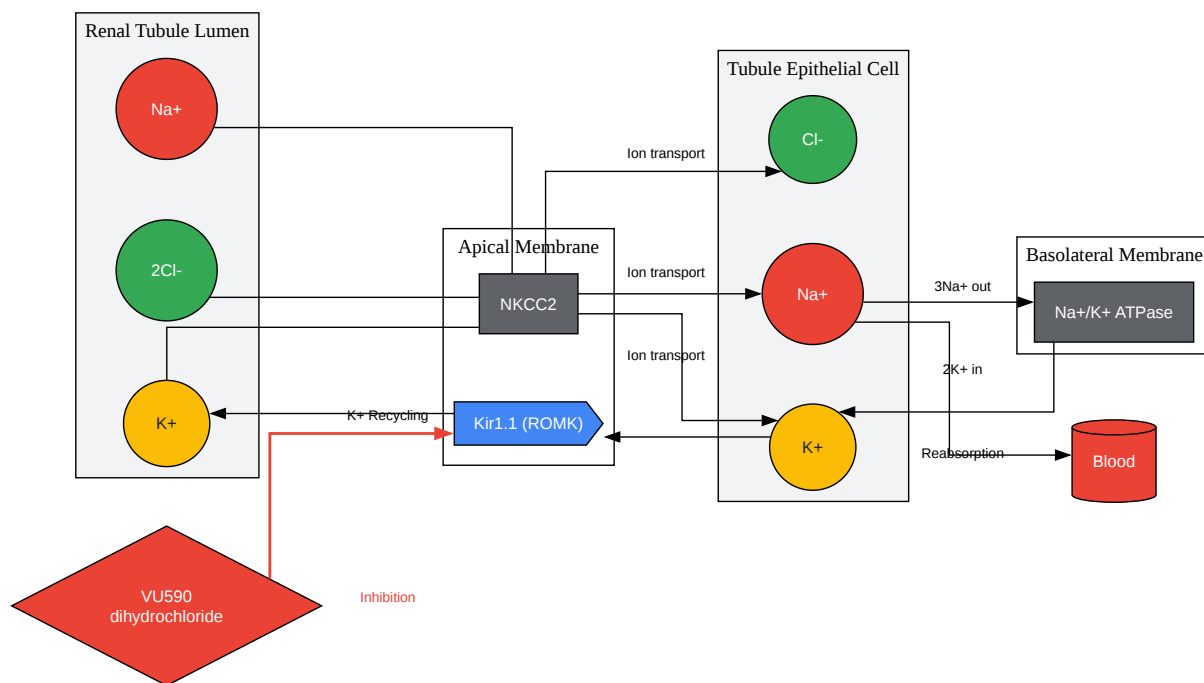 Renal Tubule Lumen
Na+
2Cl-
K+
Apical Membrane
NKCC2
Kir1.1 (ROMK)
K+ Recycling
Ion transport
Ion transport
Ion transport
Tubule Epithelial Cell
Cl-
Na+
K+
3Na+ out
2K+ in
Reabsorption
Basolateral Membrane
Na+/K+ ATPase
Blood
VU590
dihydrochloride
Inhibition